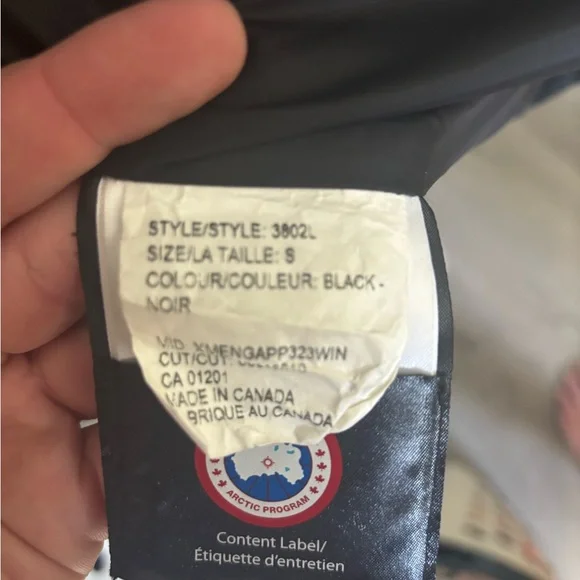 STYLE/STYLE: 3802L
SIZE/LA TAILLE: S
COLOUR/COULEUR: BLACK -
NOIR
MID: XMENGAPP323WIN
CUT/CUT:
CA 01201
MADE IN CANADA
BRIQUE AU CANADA
ARCTIC PROGRAM
Content Label/
Étiquette d'entretien